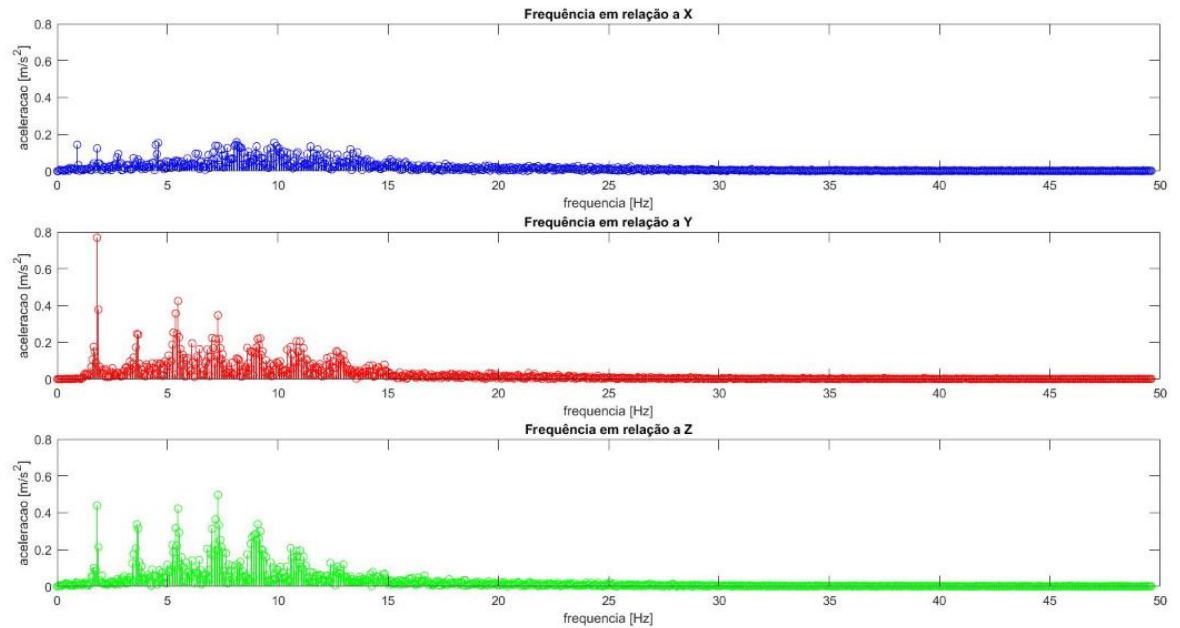 Frequência em relação a X
0.8
0.6
0.4
0.2
0
aceleracao [m/s²]
0 5 10 15 20 25 30 35 40 45 50
frequencia [Hz]
Frequência em relação a Y
0.8
0.6
0.4
0.2
0
aceleracao [m/s²]
0 5 10 15 20 25 30 35 40 45 50
frequencia [Hz]
Frequência em relação a Z
0.8
0.6
0.4
0.2
0
aceleracao [m/s²]
0 5 10 15 20 25 30 35 40 45 50
frequencia [Hz]